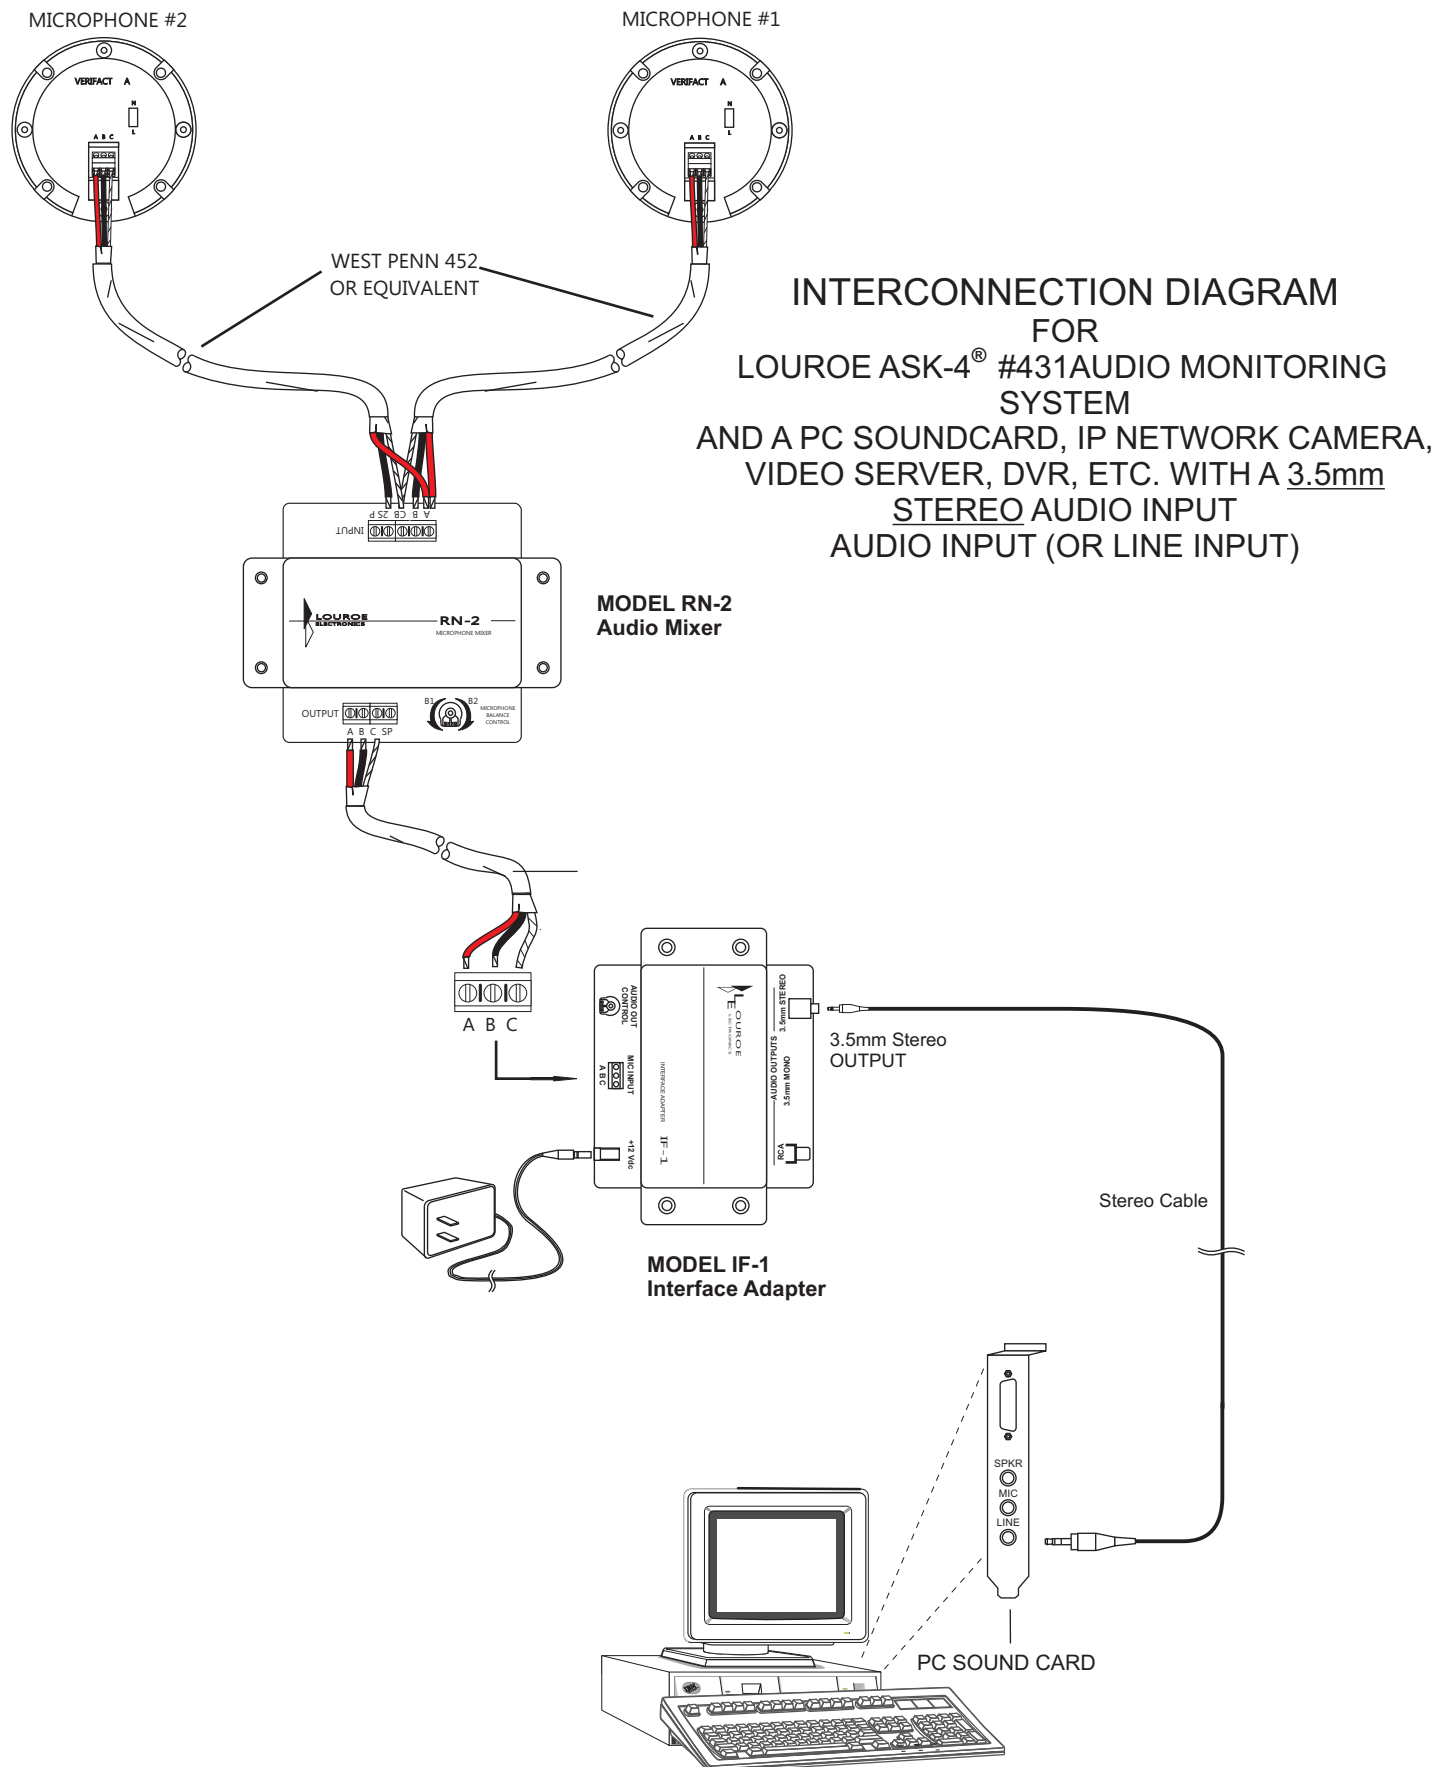 MICROPHONE #2
MICROPHONE #1
VERIFACT A
N
L
A B C
VERIFACT A
N
L
A B C
WEST PENN 452
OR EQUIVALENT
INTERCONNECTION DIAGRAM
FOR
LOUROE ASK-4® #431AUDIO MONITORING
SYSTEM
AND A PC SOUNDCARD, IP NETWORK CAMERA,
VIDEO SERVER, DVR, ETC. WITH A 3.5mm
STEREO AUDIO INPUT
AUDIO INPUT (OR LINE INPUT)
A B CB 2S P
INPUT
LOUROE
ELECTRONICS
RN-2
MICROPHONE MIXER
MODEL RN-2
Audio Mixer
OUTPUT
A B C SP
B1
B2
MICROPHONE
BALANCE
CONTROL
A B C
AUDIO OUT
CONTROL
MIC INPUT
A B C
+12 Vdc
LOUROE
ELECTRONICS
INTERFACE ADAPTER IF-1
3.5mm STEREO
AUDIO OUTPUTS
3.5mm MONO
RCA
3.5mm Stereo
OUTPUT
Stereo Cable
MODEL IF-1
Interface Adapter
SPKR
MIC
LINE
PC SOUND CARD